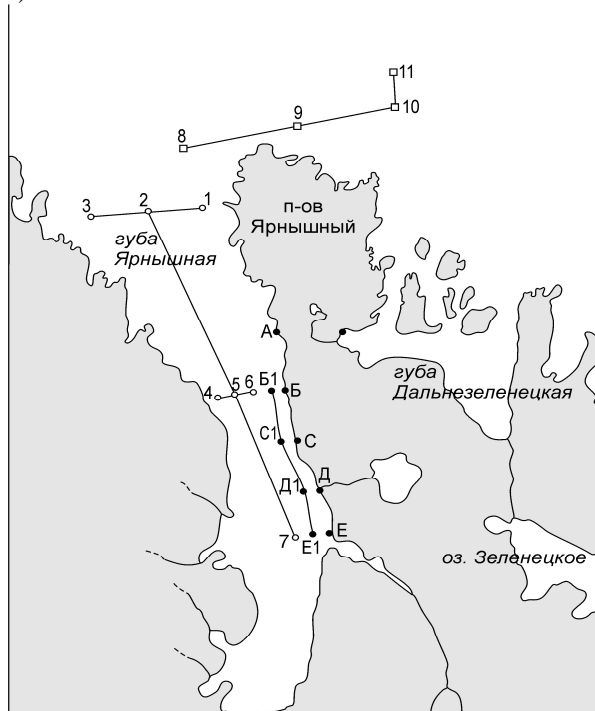 11
10
9
8
п-ов
Ярнышный
1
2
3
губа
Ярнышная
А
губа
Дальнезеленецкая
4
5
6
Б1
Б
С1
С
Д
Д1
7
Е1
Е
оз. Зеленецкое